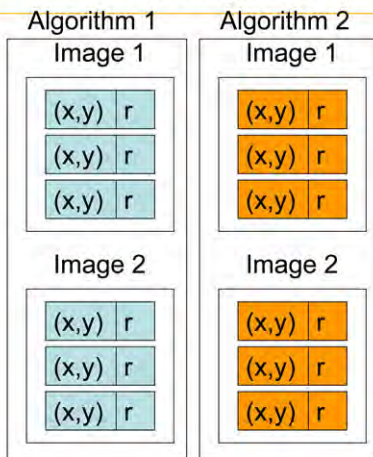 Algorithm 1
Image 1
(x,y) r
(x,y) r
(x,y) r
Image 2
(x,y) r
(x,y) r
(x,y) r
Algorithm 2
Image 1
(x,y) r
(x,y) r
(x,y) r
Image 2
(x,y) r
(x,y) r
(x,y) r